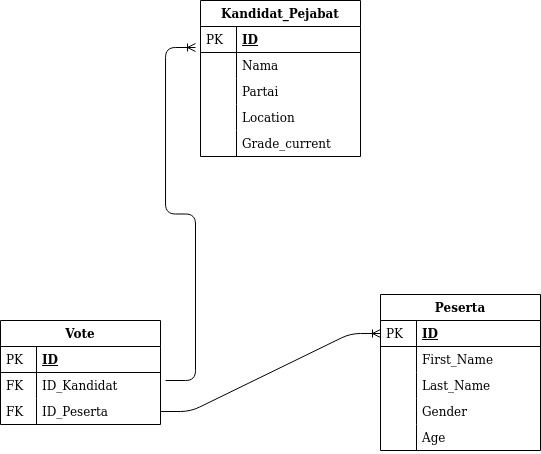 Kandidat_Pejabat
PK ID
Nama
Partai
Location
Grade_current
Peserta
PK ID
First_Name
Last_Name
Gender
Age
Vote
PK ID
FK ID_Kandidat
FK ID_Peserta